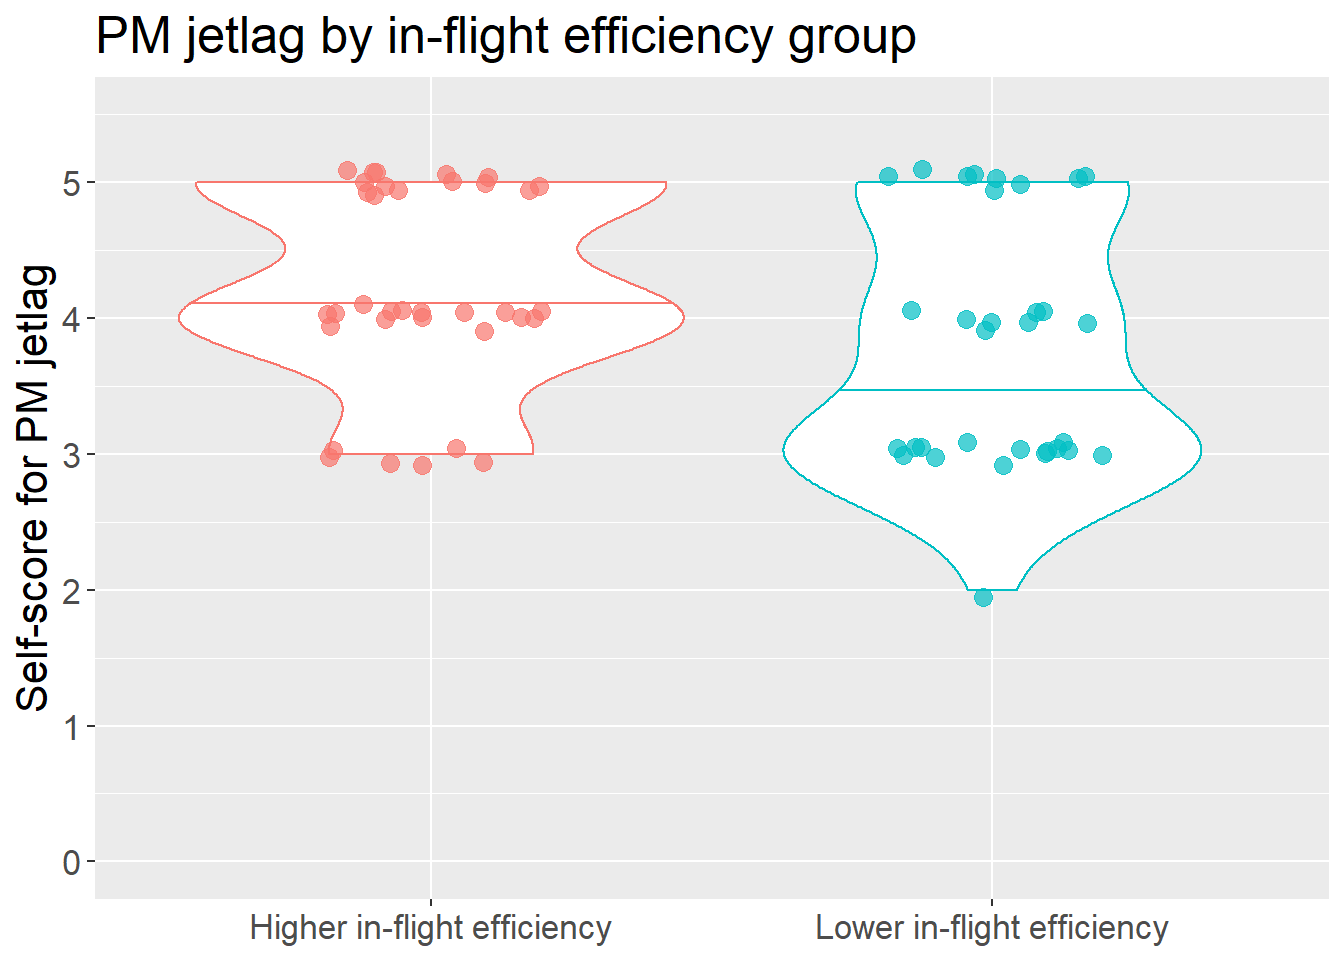 PM jetlag by in-flight efficiency group
Self-score for PM jetlag
5
4
3
2
1
0
Higher in-flight efficiency
Lower in-flight efficiency